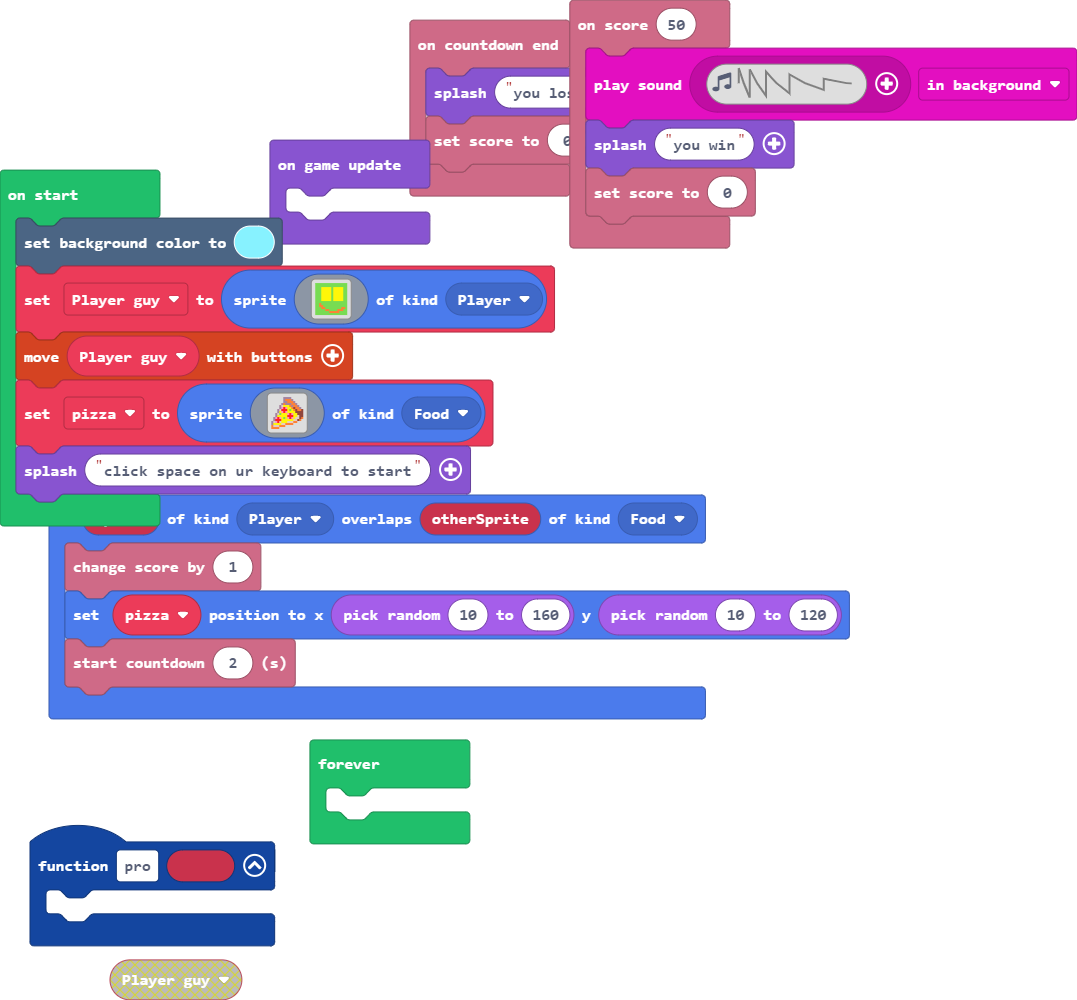 on score 50
on countdown end
play sound in background
splash "you los
splash "you win"
set score to 0
set score to 0
on game update
on start
set background color to
set Player guy to sprite of kind Player
move Player guy with buttons
set pizza to sprite of kind Food
splash "click space on ur keyboard to start"
of kind Player overlaps otherSprite of kind Food
change score by 1
set pizza position to x pick random 10 to 160 y pick random 10 to 120
start countdown 2 (s)
forever
function pro
Player guy